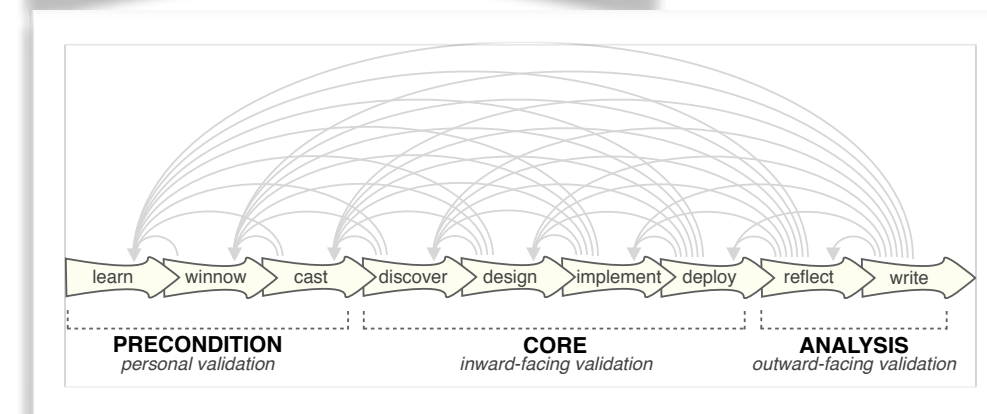 learn winnow cast discover design implement deploy reflect write
PRECONDITION CORE ANALYSIS
personal validation inward-facing validation outward-facing validation